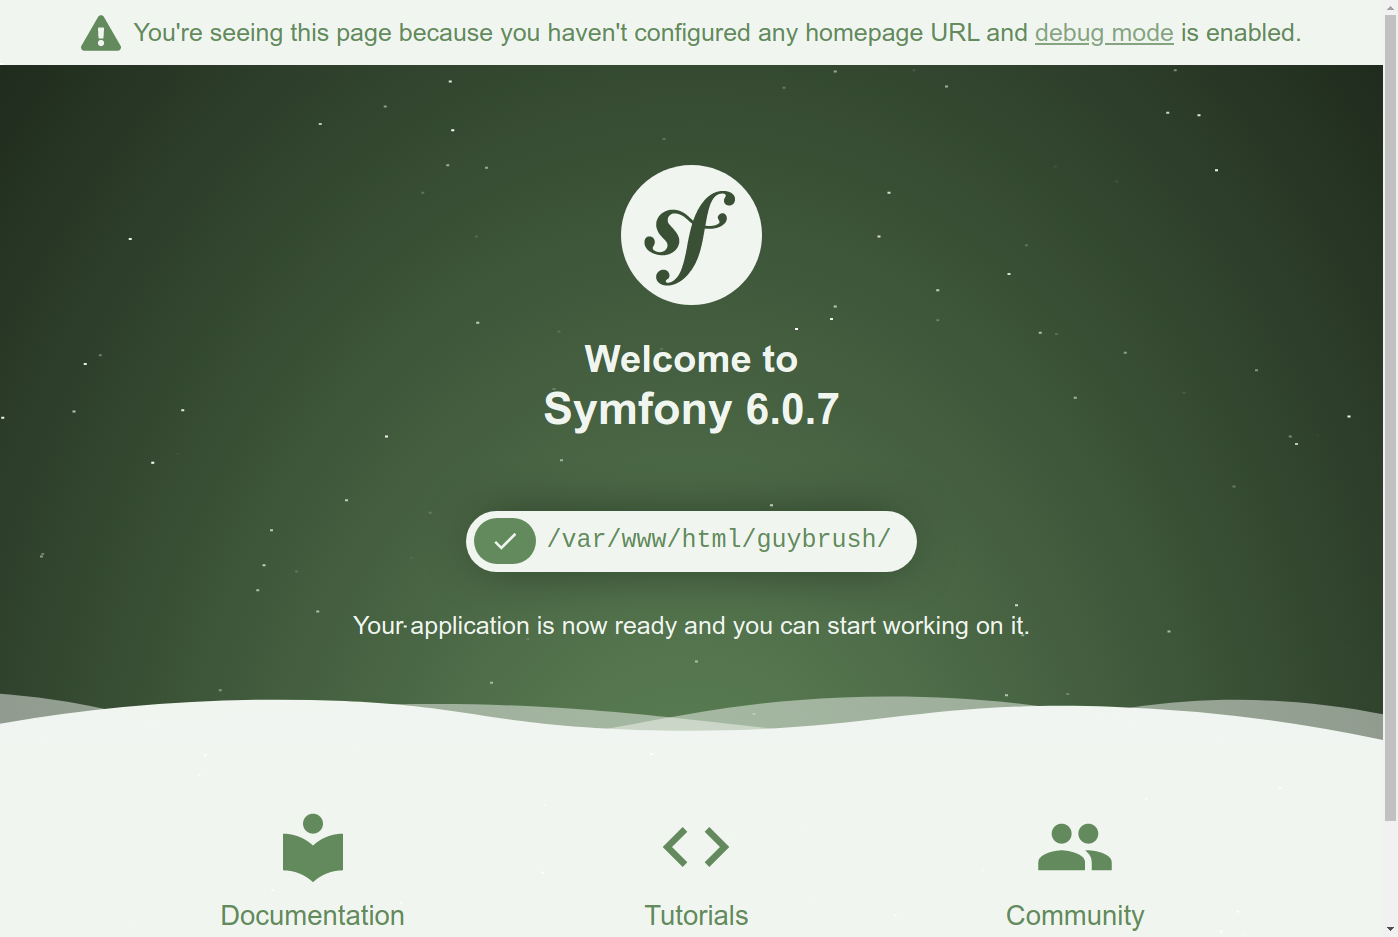 You're seeing this page because you haven't configured any homepage URL and debug mode is enabled.
sf
Welcome to
Symfony 6.0.7
/var/www/html/guybrush/
Your application is now ready and you can start working on it.
Documentation
Tutorials
Community